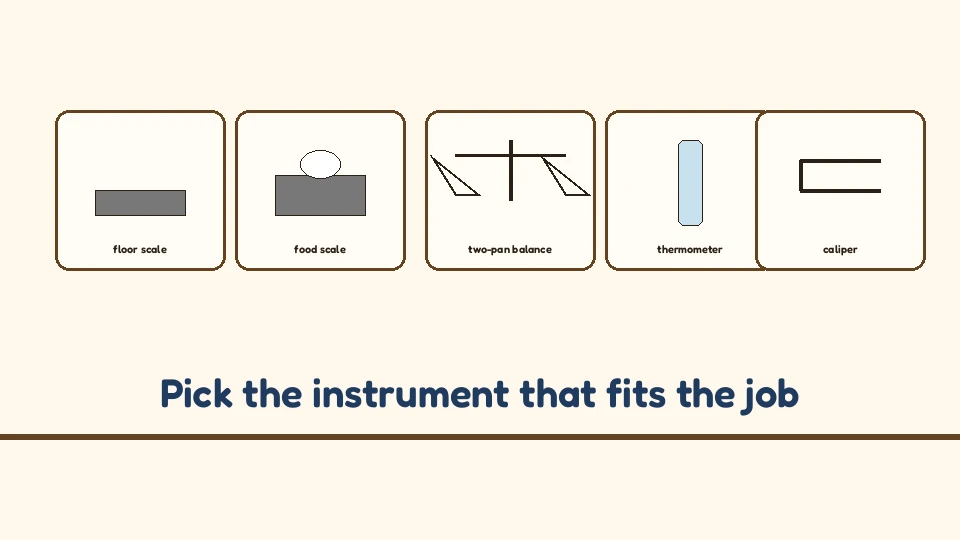 floor scale
food scale
two-pan balance
thermometer
caliper
Pick the instrument that fits the job